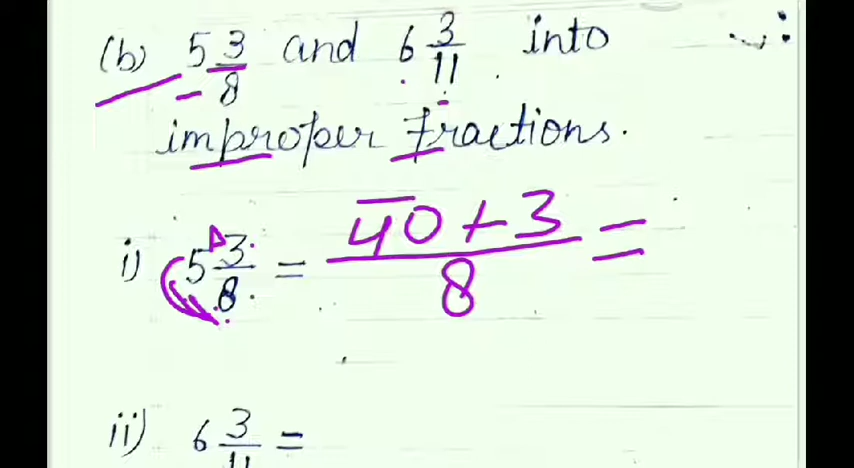 (b) 5 3/8 and 6 3/11 into
improper fractions.
i) 5 3/8 = 40+3/8 =
ii) 6 3/11 =